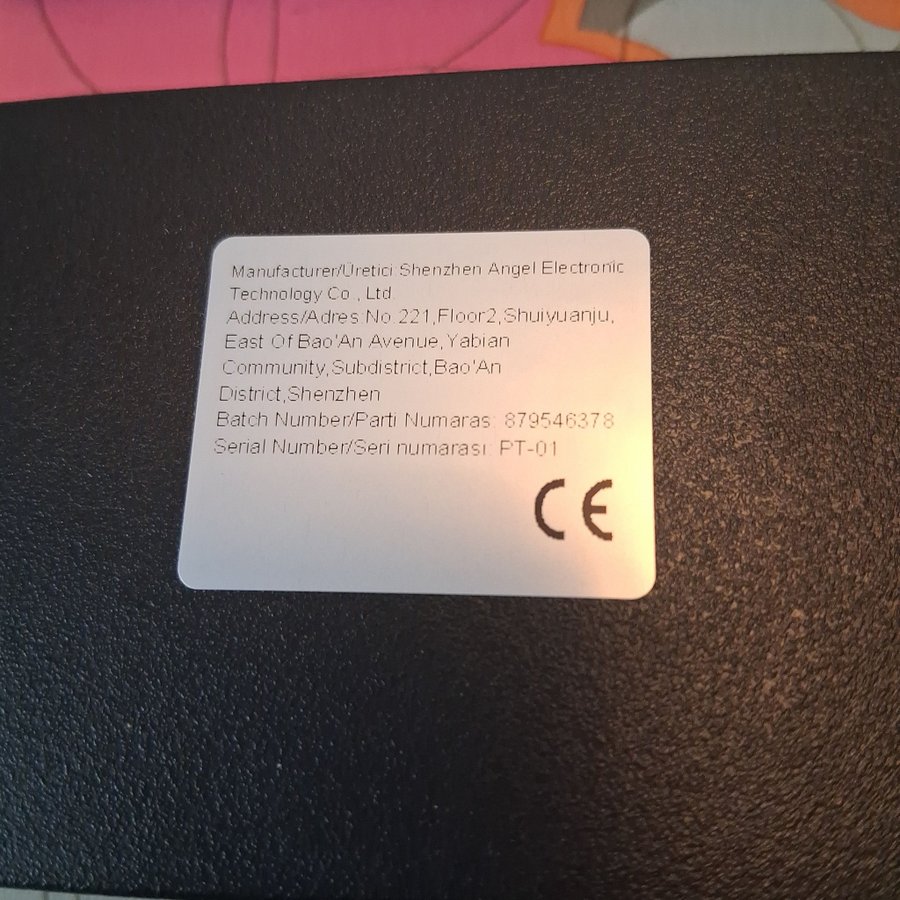 Manufacturer/Üretici:Shenzhen Angel Electronic
Technology Co., Ltd.
Address/Adres:No.221,Floor2,Shuiyuanju,
East Of Bao'An Avenue,Yabian
Community,Subdistrict,Bao'An
District,Shenzhen
Batch Number/Parti Numaras: 879546378
Serial Number/Seri numarası: PT-01
CE